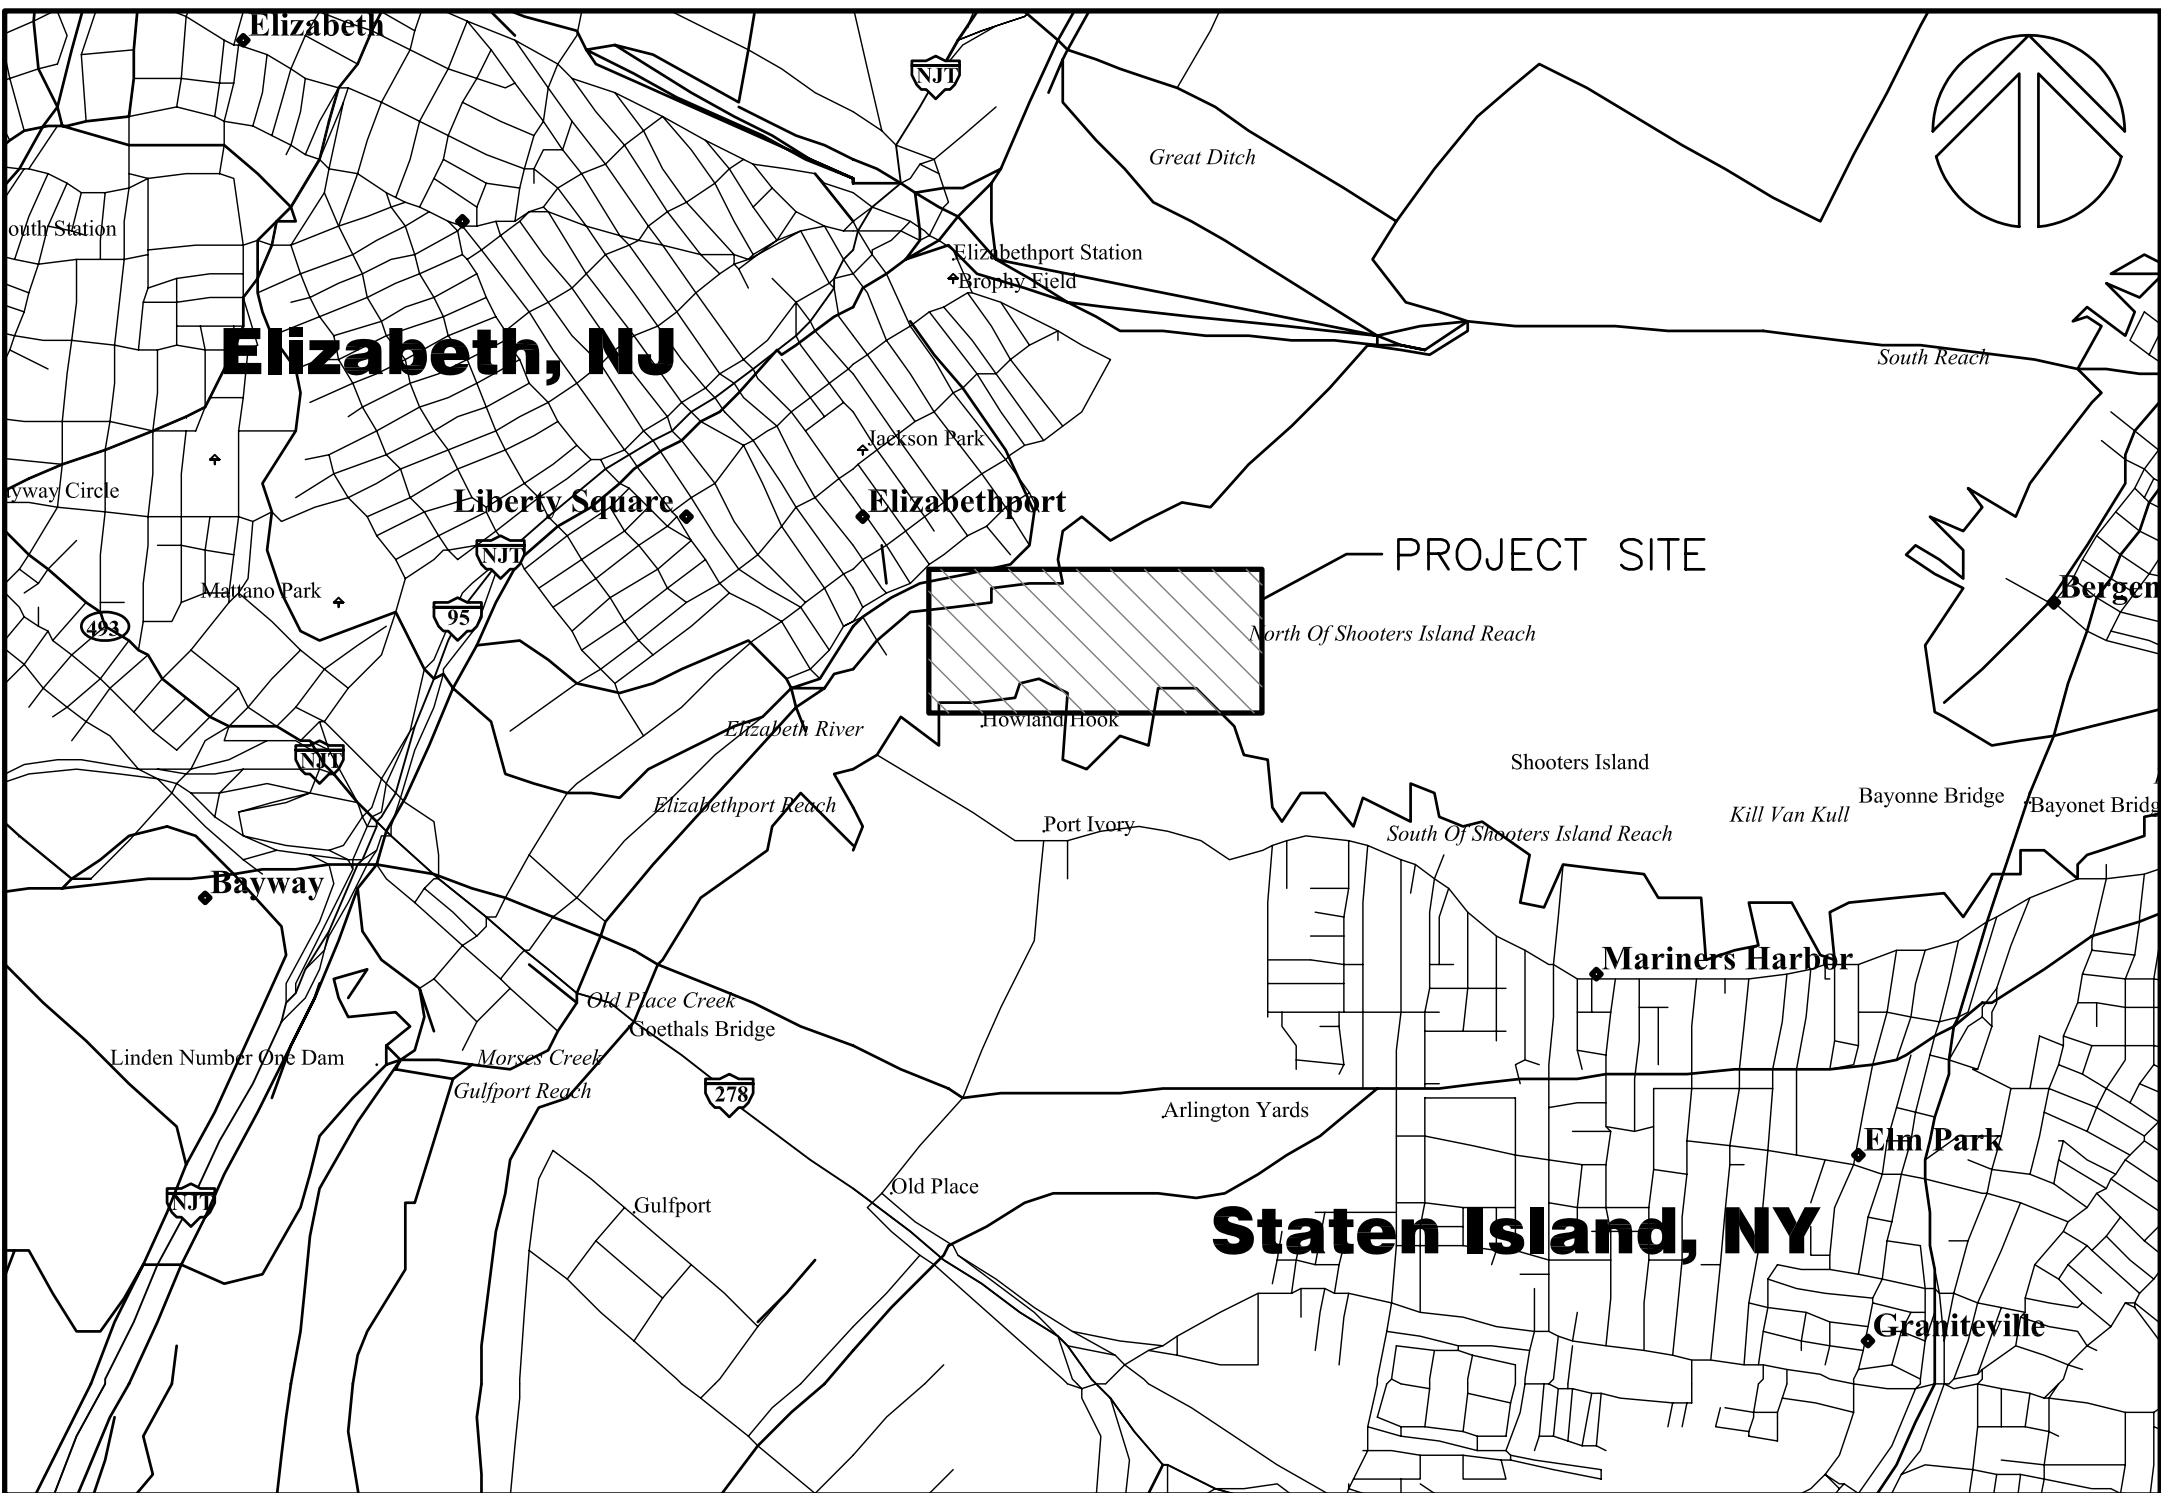 Elizabeth
NJT
Great Ditch
outh Station
Elizabethport Station
Brophy Field
Elizabeth, NJ
South Reach
Jackson Park
yway Circle
Liberty Square
Elizabethport
NJT
PROJECT SITE
Mattano Park
Bergen
95
493
North Of Shooters Island Reach
Howland Hook
Elizabeth River
NJT
Shooters Island
Elizabethport Reach
Bayonne Bridge
Bayonet Bridg
Kill Van Kull
Port Ivory
South Of Shooters Island Reach
Bayway
Mariners Harbor
Old Place Creek
Goethals Bridge
Linden Number One Dam
Morses Creek
Gulfport Reach
278
Arlington Yards
Elm Park
Old Place
NJT
Gulfport
Staten Island, NY
Graniteville